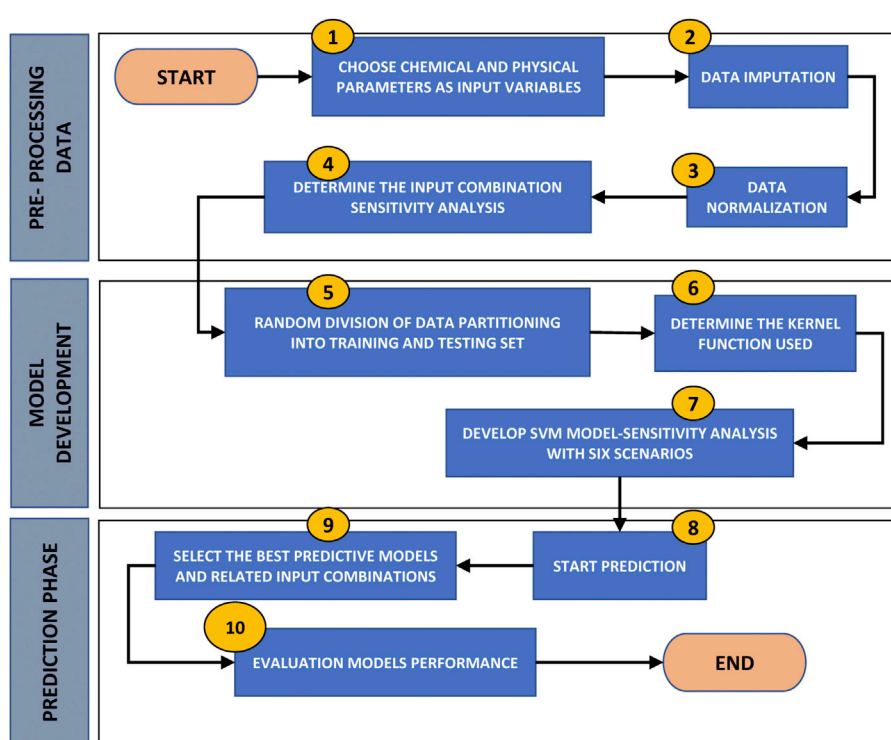 PRE- PROCESSING
DATA
START
1
CHOOSE CHEMICAL AND PHYSICAL
PARAMETERS AS INPUT VARIABLES
2
DATA IMPUTATION
3
DATA
NORMALIZATION
4
DETERMINE THE INPUT COMBINATION
SENSITIVITY ANALYSIS
MODEL
DEVELOPMENT
5
RANDOM DIVISION OF DATA PARTITIONING
INTO TRAINING AND TESTING SET
6
DETERMINE THE KERNEL
FUNCTION USED
7
DEVELOP SVM MODEL-SENSITIVITY ANALYSIS
WITH SIX SCENARIOS
PREDICTION PHASE
8
START PREDICTION
9
SELECT THE BEST PREDICTIVE MODELS
AND RELATED INPUT COMBINATIONS
10
EVALUATION MODELS PERFORMANCE
END